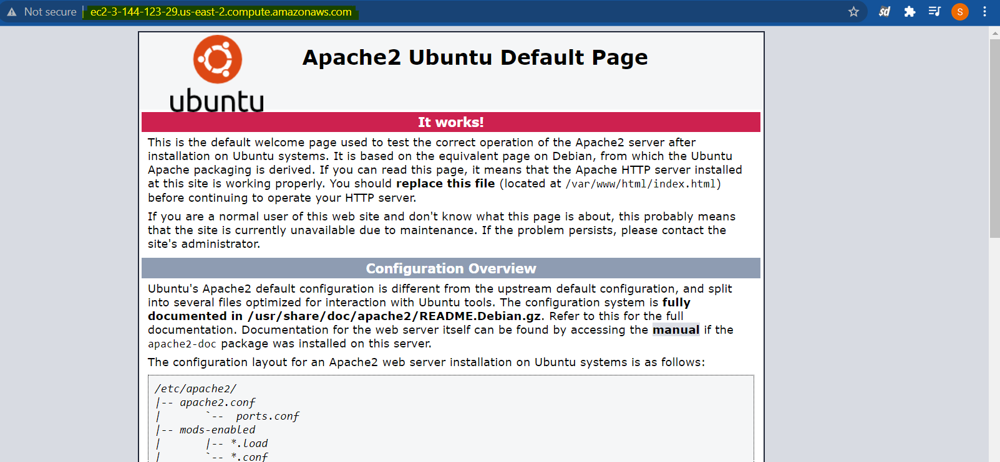 Not secure | ec2-3-144-123-29.us-east-2.compute.amazonaws.com
$d
S
ubuntu
Apache2 Ubuntu Default Page
It works!
This is the default welcome page used to test the correct operation of the Apache2 server after
installation on Ubuntu systems. It is based on the equivalent page on Debian, from which the Ubuntu
Apache packaging is derived. If you can read this page, it means that the Apache HTTP server installed
at this site is working properly. You should replace this file (located at /var/www/html/index.html)
before continuing to operate your HTTP server.
If you are a normal user of this web site and don't know what this page is about, this probably means
that the site is currently unavailable due to maintenance. If the problem persists, please contact the
site's administrator.
Configuration Overview
Ubuntu's Apache2 default configuration is different from the upstream default configuration, and split
into several files optimized for interaction with Ubuntu tools. The configuration system is fully
documented in /usr/share/doc/apache2/README.Debian.gz. Refer to this for the full
documentation. Documentation for the web server itself can be found by accessing the manual if the
apache2-doc package was installed on this server.
The configuration layout for an Apache2 web server installation on Ubuntu systems is as follows:
/etc/apache2/
|-- apache2.conf
|       `--  ports.conf
|-- mods-enabled
|       |-- *.load
|       `-- *.conf